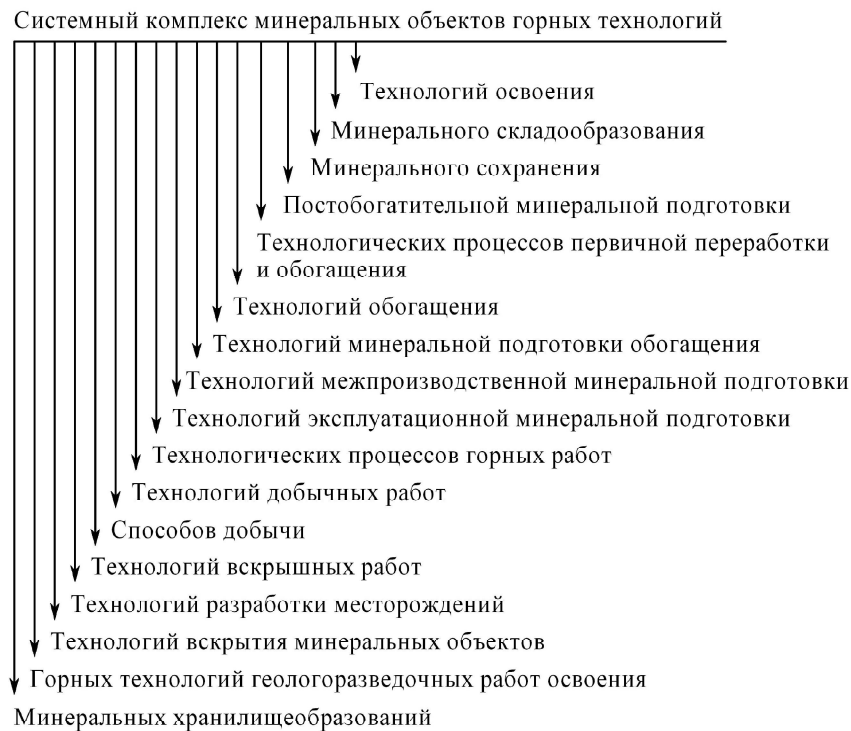 Системный комплекс минеральных объектов горных технологий
Технологий освоения
Минерального складообразования
Минерального сохранения
Постобогатительной минеральной подготовки
Технологических процессов первичной переработки
и обогащения
Технологий обогащения
Технологий минеральной подготовки обогащения
Технологий межпроизводственной минеральной подготовки
Технологий эксплуатационной минеральной подготовки
Технологических процессов горных работ
Технологий добычных работ
Способов добычи
Технологий вскрышных работ
Технологий разработки месторождений
Технологий вскрытия минеральных объектов
Горных технологий геологоразведочных работ освоения
Минеральных хранилищеобразований